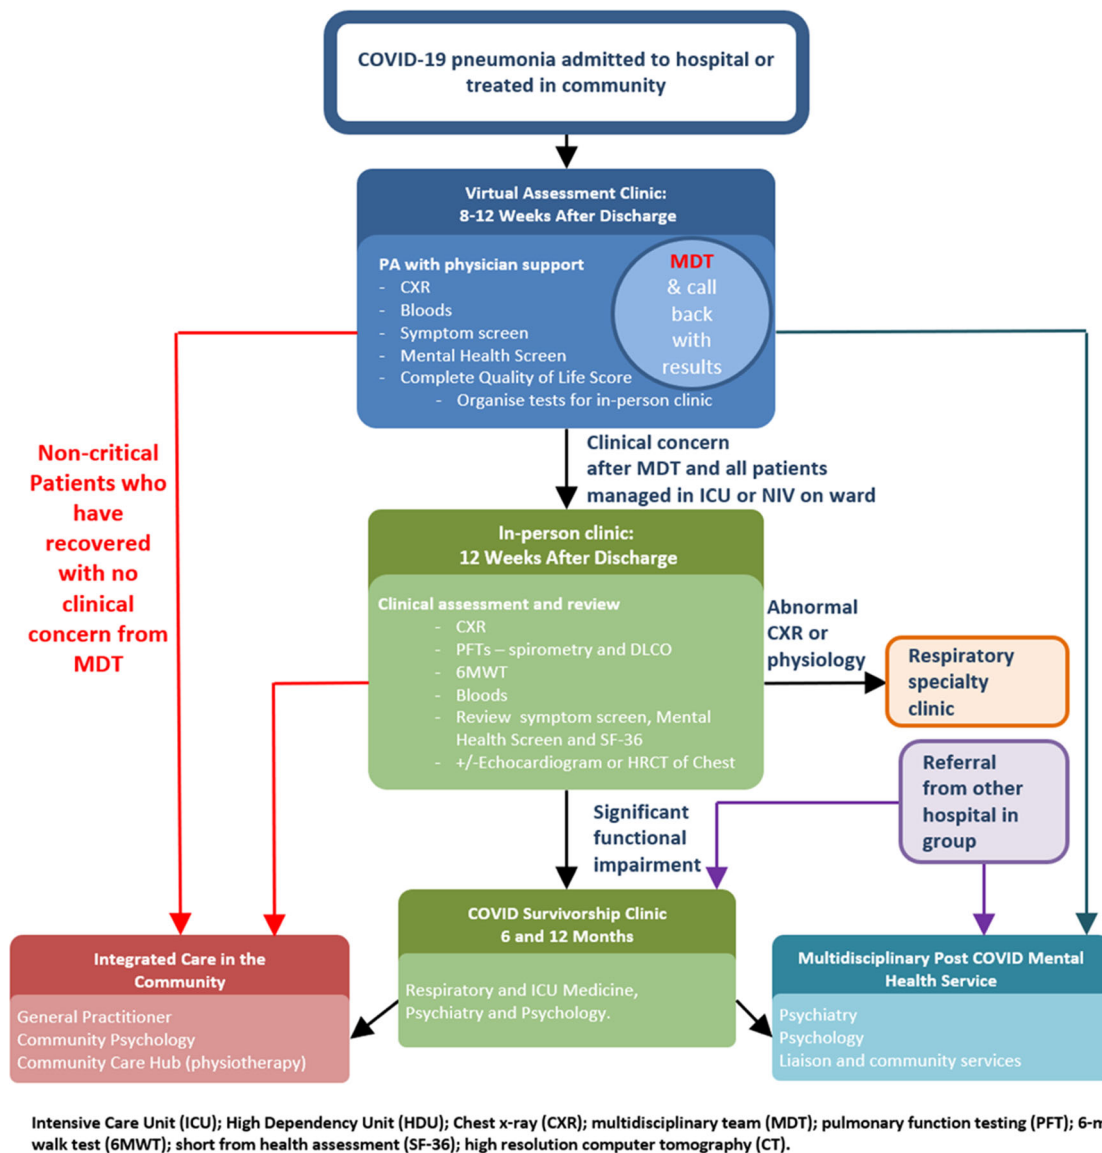 COVID-19 pneumonia admitted to hospital or
treated in community
Virtual Assessment Clinic:
8-12 Weeks After Discharge
PA with physician support
- CXR
- Bloods
- Symptom screen
- Mental Health Screen
- Complete Quality of Life Score
- Organise tests for in-person clinic
MDT
& call
back
with
results
Non-critical
Patients who
have
recovered
with no
clinical
concern from
MDT
Clinical concern
after MDT and all patients
managed in ICU or NIV on ward
In-person clinic:
12 Weeks After Discharge
Clinical assessment and review
- CXR
- PFTs – spirometry and DLCO
- 6MWT
- Bloods
- Review symptom screen, Mental
Health Screen and SF-36
- +/-Echocardiogram or HRCT of Chest
Abnormal
CXR or
physiology
Respiratory
specialty
clinic
Referral
from other
hospital in
group
Significant
functional
impairment
COVID Survivorship Clinic
6 and 12 Months
Respiratory and ICU Medicine,
Psychiatry and Psychology.
Integrated Care in the
Community
General Practitioner
Community Psychology
Community Care Hub (physiotherapy)
Multidisciplinary Post COVID Mental
Health Service
Psychiatry
Psychology
Liaison and community services
Intensive Care Unit (ICU); High Dependency Unit (HDU); Chest x-ray (CXR); multidisciplinary team (MDT); pulmonary function testing (PFT); 6-m
walk test (6MWT); short from health assessment (SF-36); high resolution computer tomography (CT).